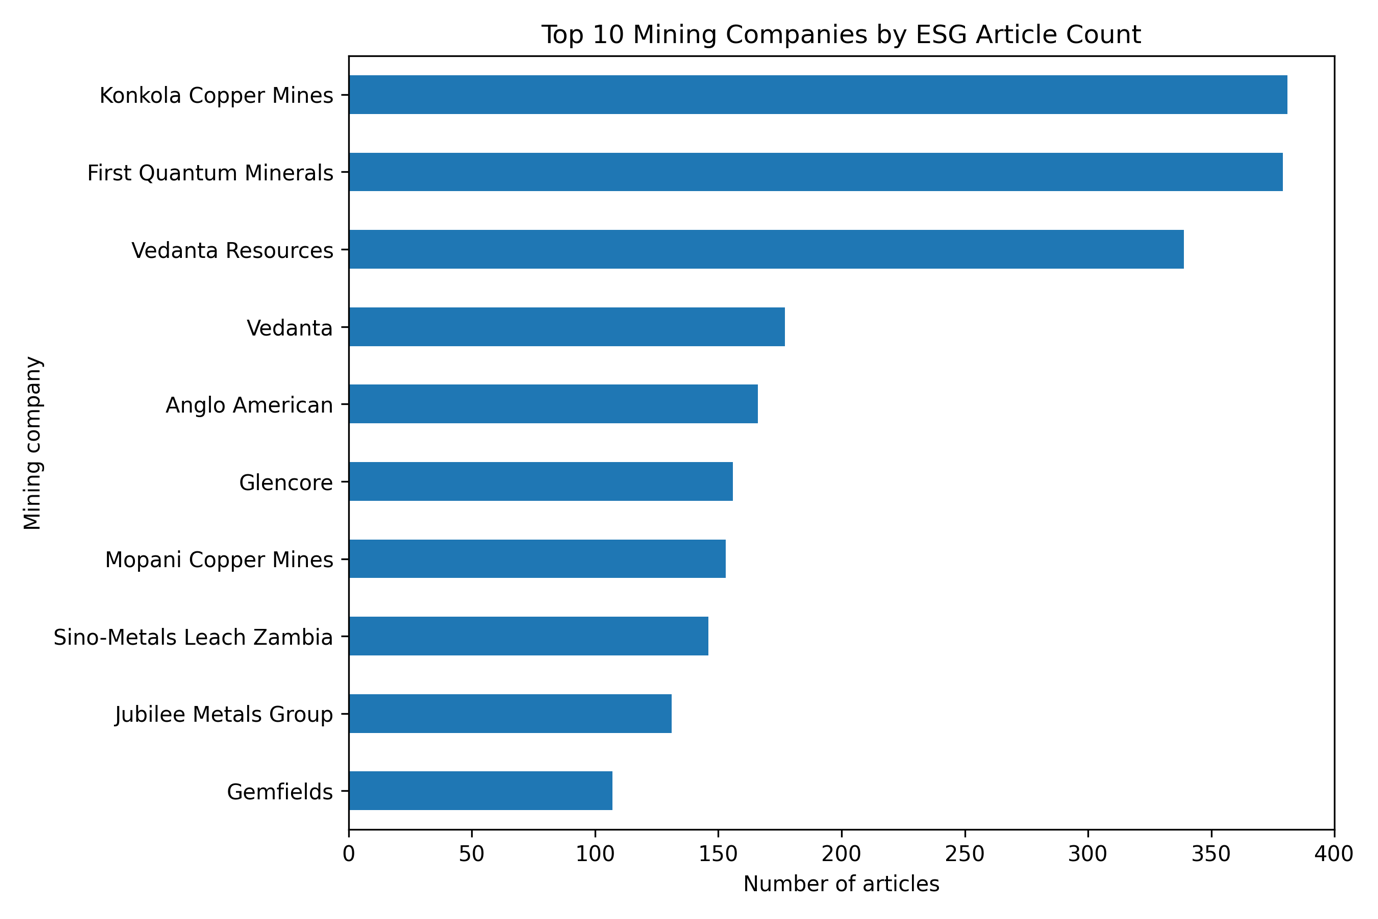 Top 10 Mining Companies by ESG Article Count
Konkola Copper Mines
First Quantum Minerals
Vedanta Resources
Vedanta
Anglo American
Glencore
Mopani Copper Mines
Sino-Metals Leach Zambia
Jubilee Metals Group
Gemfields
Mining company
0 50 100 150 200 250 300 350 400
Number of articles